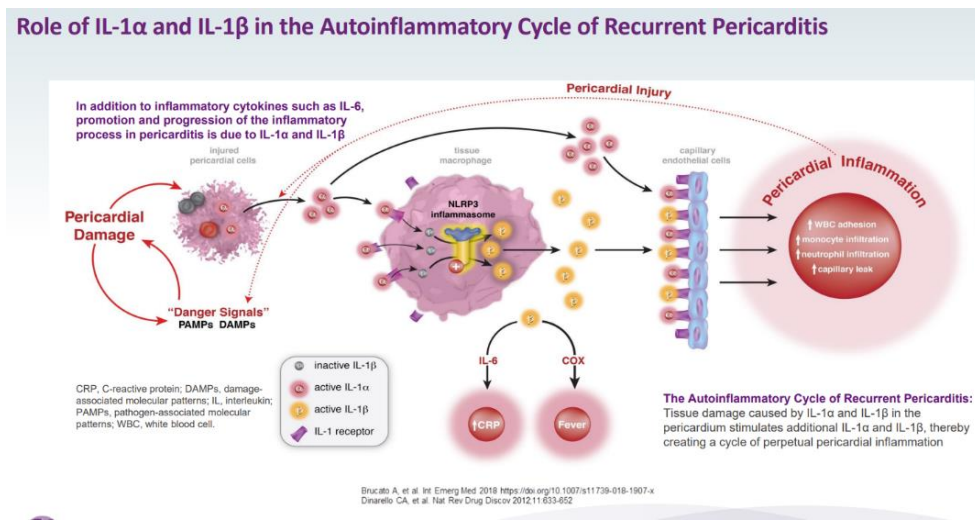 Role of IL-1α and IL-1β in the Autoinflammatory Cycle of Recurrent Pericarditis
In addition to inflammatory cytokines such as IL-6,
promotion and progression of the inflammatory
process in pericarditis is due to IL-1α and IL-1β
Pericardial Injury
injured
pericardial cells
tissue
macrophage
capillary
endothelial cells
Pericardial Inflammation
NLRP3
inflammasome
Pericardial
Damage
↑ WBC adhesion
↑ monocyte infiltration
↑ neutrophil infiltration
↑ capillary leak
"Danger Signals"
PAMPs DAMPs
IL-6
COX
↑CRP
Fever
inactive IL-1β
active IL-1α
active IL-1β
IL-1 receptor
CRP, C-reactive protein; DAMPs, damage-
associated molecular patterns; IL, interleukin;
PAMPs, pathogen-associated molecular
patterns; WBC, white blood cell.
The Autoinflammatory Cycle of Recurrent Pericarditis:
Tissue damage caused by IL-1α and IL-1β in the
pericardium stimulates additional IL-1α and IL-1β, thereby
creating a cycle of perpetual pericardial inflammation
Brucato A, et al. Int Emerg Med 2018 https://doi.org/10.1007/s11739-018-1907-x
Dinarello CA, et al. Nat Rev Drug Discov 2012;11:633-652